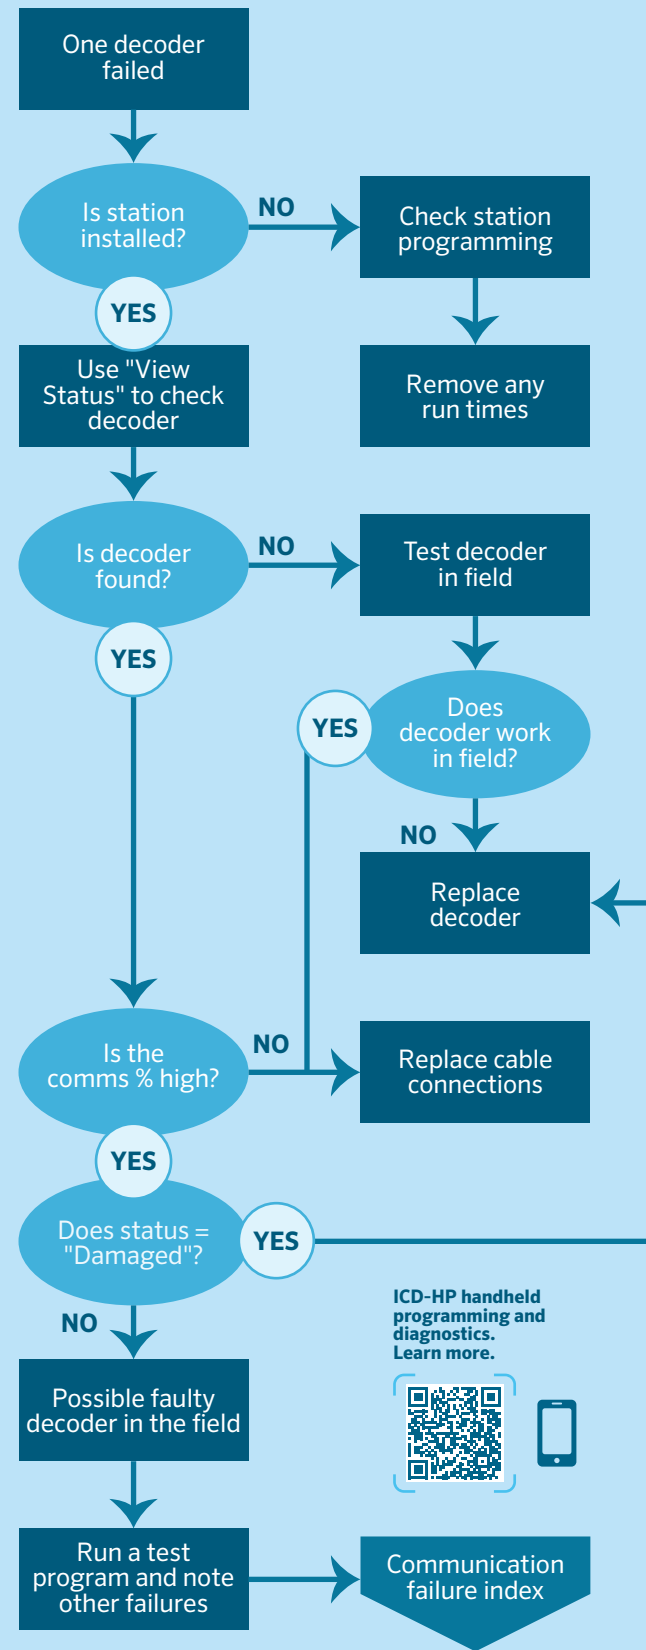 One decoder
failed
Is station
installed?
NO
Check station
programming
YES
Use "View
Status" to check
decoder
Remove any
run times
Is decoder
found?
NO
Test decoder
in field
YES
YES
Does
decoder work
in field?
NO
Replace
decoder
Is the
comms % high?
NO
Replace cable
connections
YES
Does status =
"Damaged"?
YES
NO
ICD-HP handheld
programming and
diagnostics.
Learn more.
Possible faulty
decoder in the field
Run a test
program and note
other failures
Communication
failure index